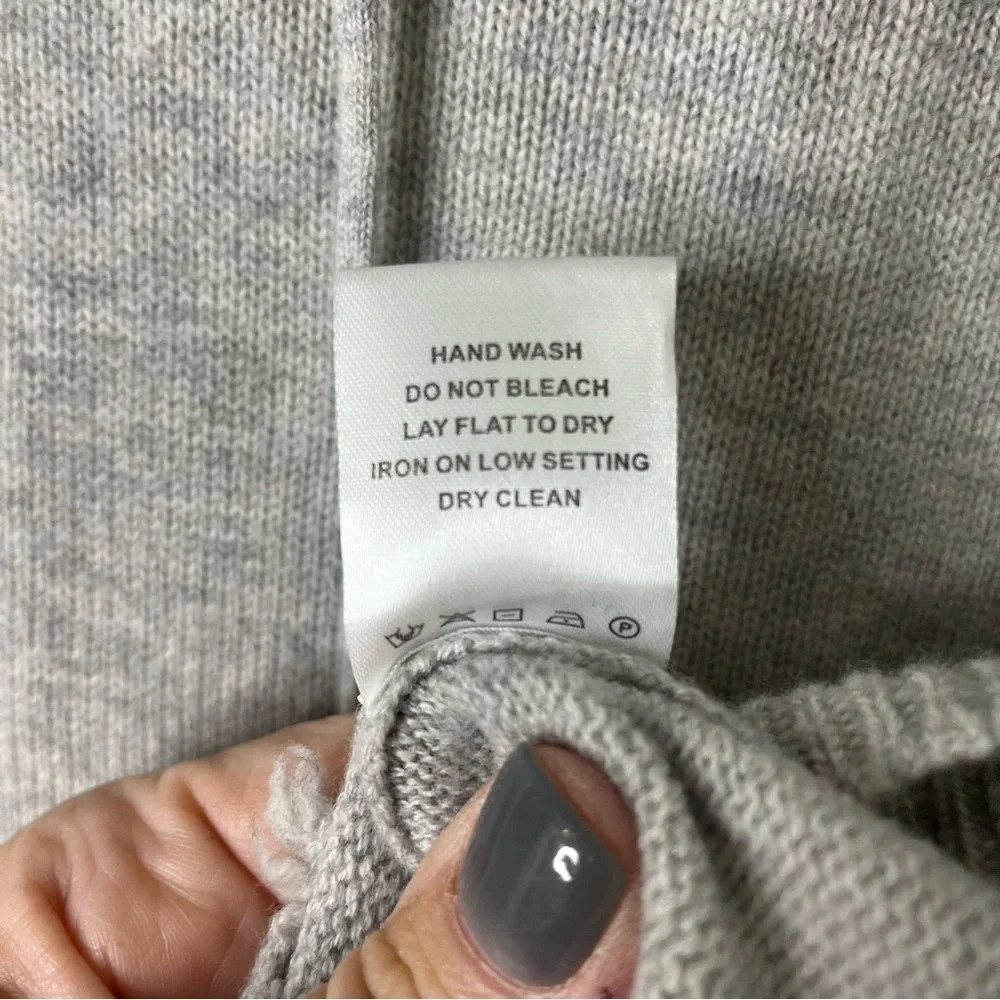 HAND WASH
DO NOT BLEACH
LAY FLAT TO DRY
IRON ON LOW SETTING
DRY CLEAN
P